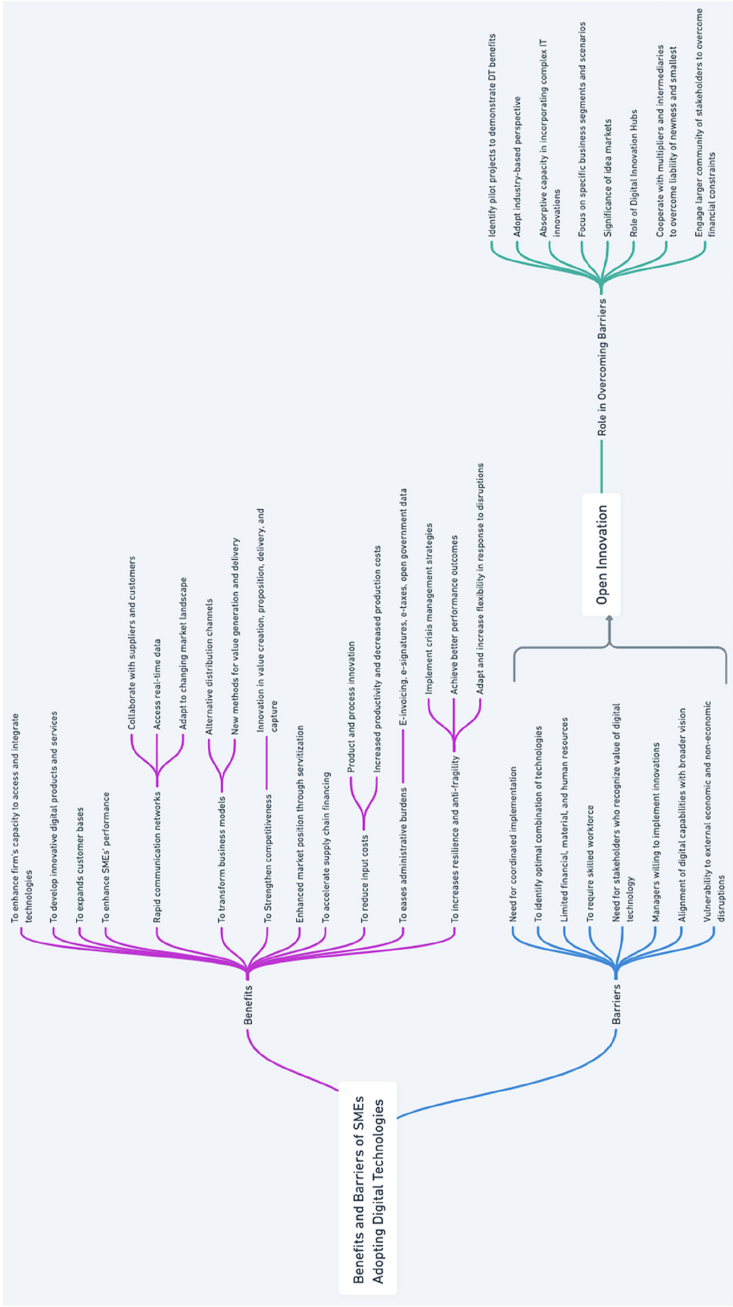 Benefits and Barriers of SMEs
Adopting Digital Technologies
Benefits
To enhance firm's capacity to access and integrate
technologies
To develop innovative digital products and services
To expands customer bases
To enhance SMEs' performance
Rapid communication networks
Collaborate with suppliers and customers
Access real-time data
Adapt to changing market landscape
To transform business models
Alternative distribution channels
New methods for value generation and delivery
To Strengthen competitiveness
Innovation in value creation, proposition, delivery, and
capture
Enhanced market position through servitization
To accelerate supply chain financing
To reduce input costs
Product and process innovation
Increased productivity and decreased production costs
To eases administrative burdens
E-invoicing, e-signatures, e-taxes, open government data
To increases resilience and anti-fragility
Implement crisis management strategies
Achieve better performance outcomes
Adapt and increase flexibility in response to disruptions
Barriers
Need for coordinated implementation
To identify optimal combination of technologies
Limited financial, material, and human resources
To require skilled workforce
Need for stakeholders who recognize value of digital
technology
Managers willing to implement innovations
Alignment of digital capabilities with broader vision
Vulnerability to external economic and non-economic
disruptions
Open Innovation
Role in Overcoming Barriers
Identify pilot projects to demonstrate DT benefits
Adopt industry-based perspective
Absorptive capacity in incorporating complex IT
innovations
Focus on specific business segments and scenarios
Significance of idea markets
Role of Digital Innovation Hubs
Cooperate with multipliers and intermediaries
to overcome liability of newness and smallest
Engage larger community of stakeholders to overcome
financial constraints